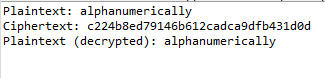 Plaintext: alphanumerically
Ciphertext: c224b8ed79146b612cadca9dfb431d0d
Plaintext (decrypted): alphanumerically